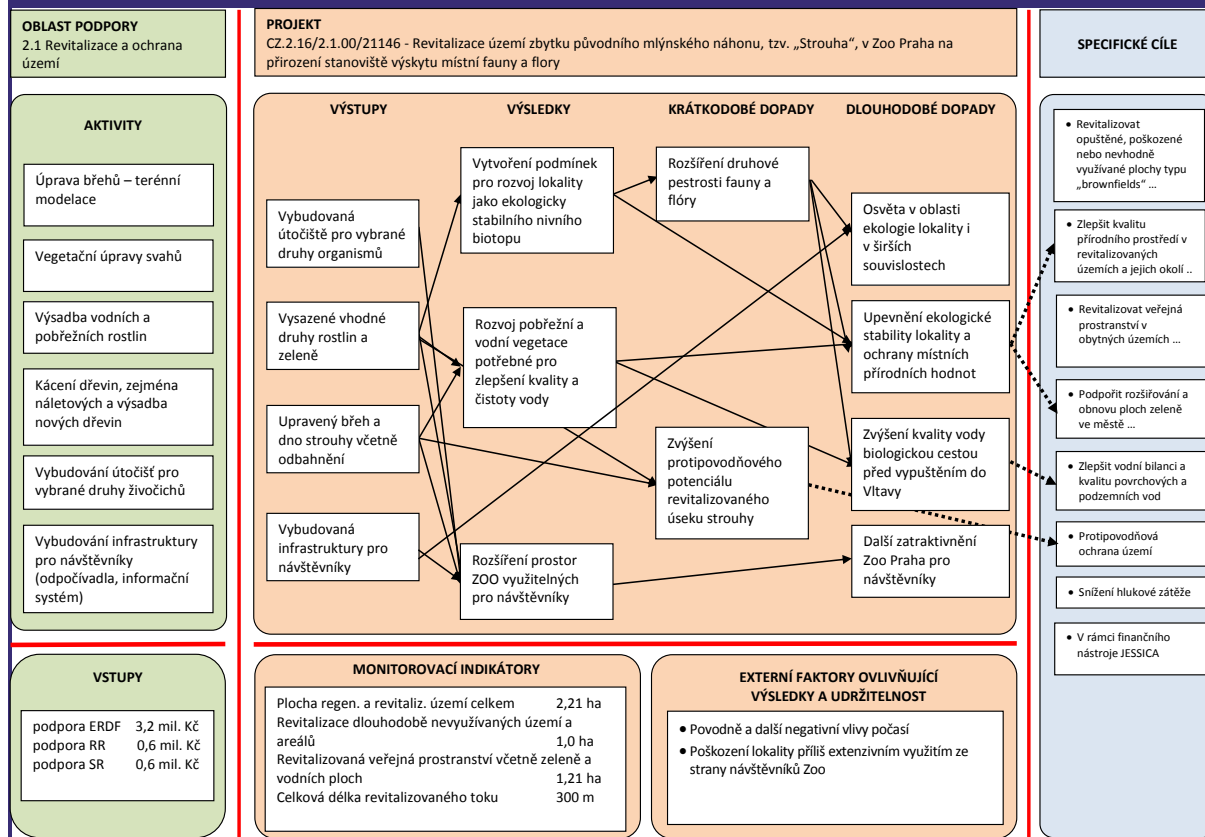 OBLAST PODPORY
2.1 Revitalizace a ochrana
území
PROJEKT
CZ.2.16/2.1.00/21146 - Revitalizace území zbytku původního mlýnského náhonu, tzv. „Strouha“, v Zoo Praha na
přirození stanoviště výskytu místní fauny a flory
SPECIFICKÉ CÍLE
AKTIVITY
Úprava břehů – terénní
modelace
Vegetační úpravy svahů
Výsadba vodních a
pobřežních rostlin
Kácení dřevin, zejména
náletových a výsadba
nových dřevin
Vybudování útočišť pro
vybrané druhy živočichů
Vybudování infrastruktury
pro návštěvníky
(odpočívadla, informační
systém)
VÝSTUPY
Vybudovaná
útočiště pro vybrané
druhy organismů
Vysazené vhodné
druhy rostlin a
zeleně
Upravený břeh a
dno strouhy včetně
odbahnění
Vybudovaná
infrastruktury pro
návštěvníky
VÝSLEDKY
Vytvoření podmínek
pro rozvoj lokality
jako ekologicky
stabilního nivního
biotopu
Rozvoj pobřežní a
vodní vegetace
potřebné pro
zlepšení kvality a
čistoty vody
Rozšíření prostor
ZOO využitelných
pro návštěvníky
KRÁTKODOBÉ DOPADY
Rozšíření druhové
pestrosti fauny a
flóry
Zvýšení
protipovodňového
potenciálu
revitalizovaného
úseku strouhy
DLOUHODOBÉ DOPADY
Osvěta v oblasti
ekologie lokality i
v širších
souvislostech
Upevnění ekologické
stability lokality a
ochrany místních
přírodních hodnot
Zvýšení kvality vody
biologickou cestou
před vypuštěním do
Vltavy
Další zatraktivnění
Zoo Praha pro
návštěvníky
• Revitalizovat
opuštěné, poškozené
nebo nevhodně
využívané plochy typu
„brownfields“ …
• Zlepšit kvalitu
přírodního prostředí v
revitalizovaných
územích a jejich okolí ..
• Revitalizovat veřejná
prostranství v
obytných územích …
• Podpořit rozšiřování a
obnovu ploch zeleně
ve městě …
• Zlepšit vodní bilanci a
kvalitu povrchových a
podzemních vod
• Protipovodňová
ochrana území
• Snížení hlukové zátěže
• V rámci finančního
nástroje JESSICA
VSTUPY
podpora ERDF 3,2 mil. Kč
podpora RR 0,6 mil. Kč
podpora SR 0,6 mil. Kč
MONITOROVACÍ INDIKÁTORY
Plocha regen. a revitaliz. území celkem 2,21 ha
Revitalizace dlouhodobě nevyužívaných území a
areálů 1,0 ha
Revitalizovaná veřejná prostranství včetně zeleně a
vodních ploch 1,21 ha
Celková délka revitalizovaného toku 300 m
EXTERNÍ FAKTORY OVLIVŇUJÍCÍ
VÝSLEDKY A UDRŽITELNOST
• Povodně a další negativní vlivy počasí
• Poškození lokality příliš extenzivním využitím ze
strany návštěvníků Zoo